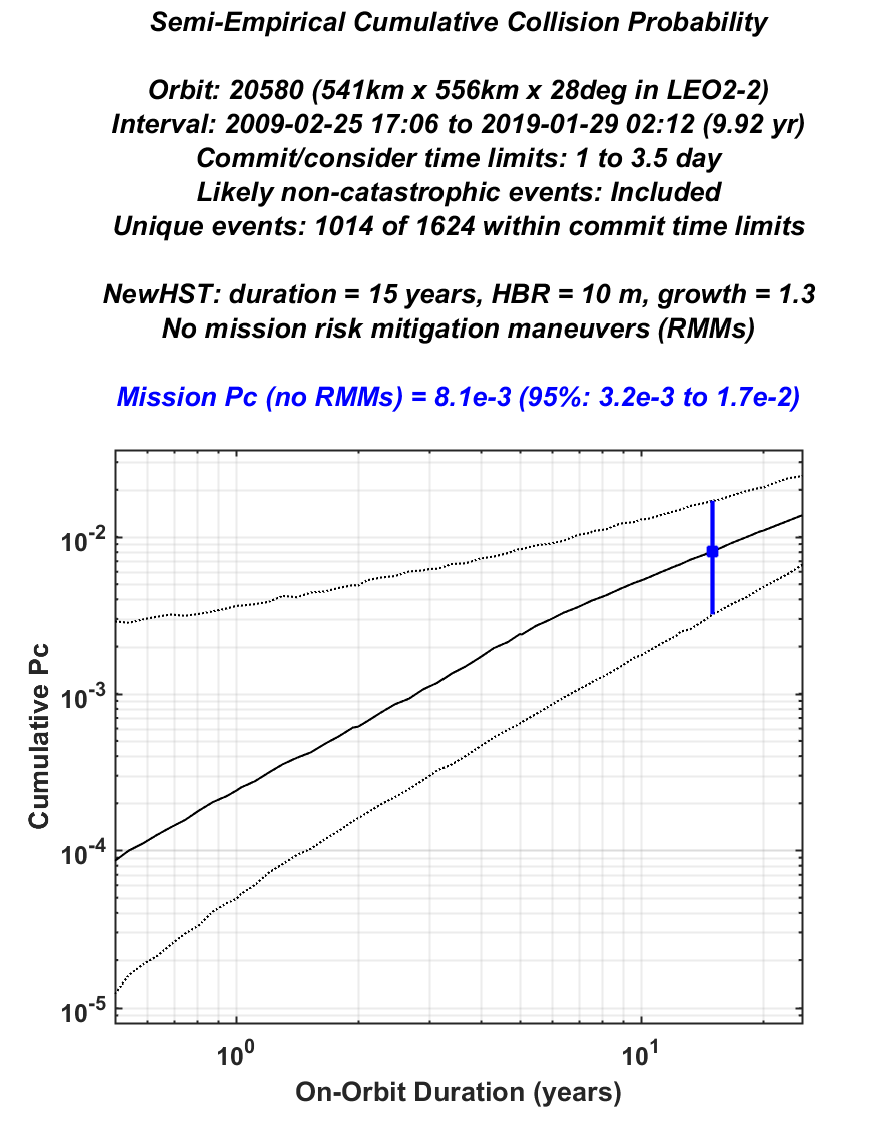 Semi-Empirical Cumulative Collision Probability
Orbit: 20580 (541km x 556km x 28deg in LEO2-2)
Interval: 2009-02-25 17:06 to 2019-01-29 02:12 (9.92 yr)
Commit/consider time limits: 1 to 3.5 day
Likely non-catastrophic events: Included
Unique events: 1014 of 1624 within commit time limits
NewHST: duration = 15 years, HBR = 10 m, growth = 1.3
No mission risk mitigation maneuvers (RMMs)
Mission Pc (no RMMs) = 8.1e-3 (95%: 3.2e-3 to 1.7e-2)
10^-2
10^-3
10^-4
10^-5
Cumulative Pc
10^0
10^1
On-Orbit Duration (years)